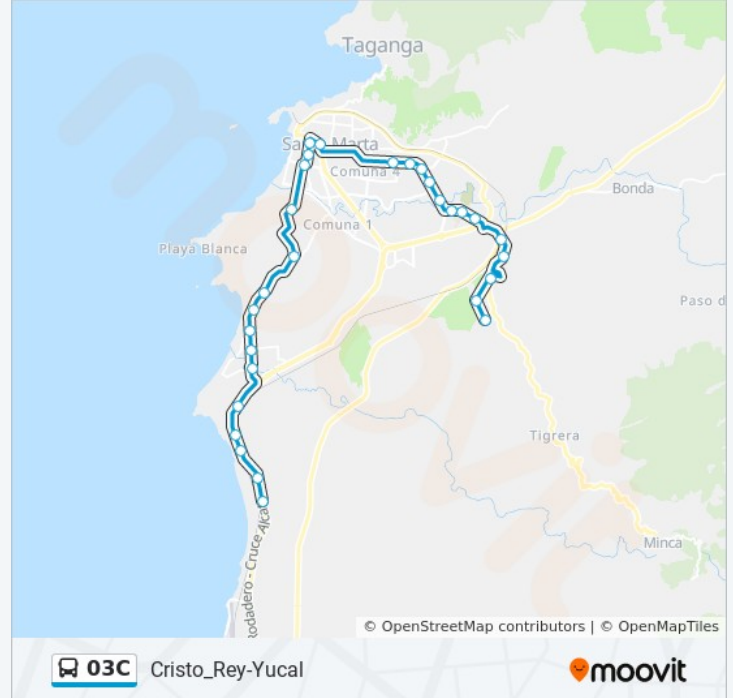 Taganga
Santa Marta
Comuna 4
Bonda
Comuna 1
Playa Blanca
Paso d
Tigrera
Minca
Rodadero - Cruce Alca
© OpenStreetMap contributors | © OpenMapTiles
03C Cristo_Rey-Yucal
moovit